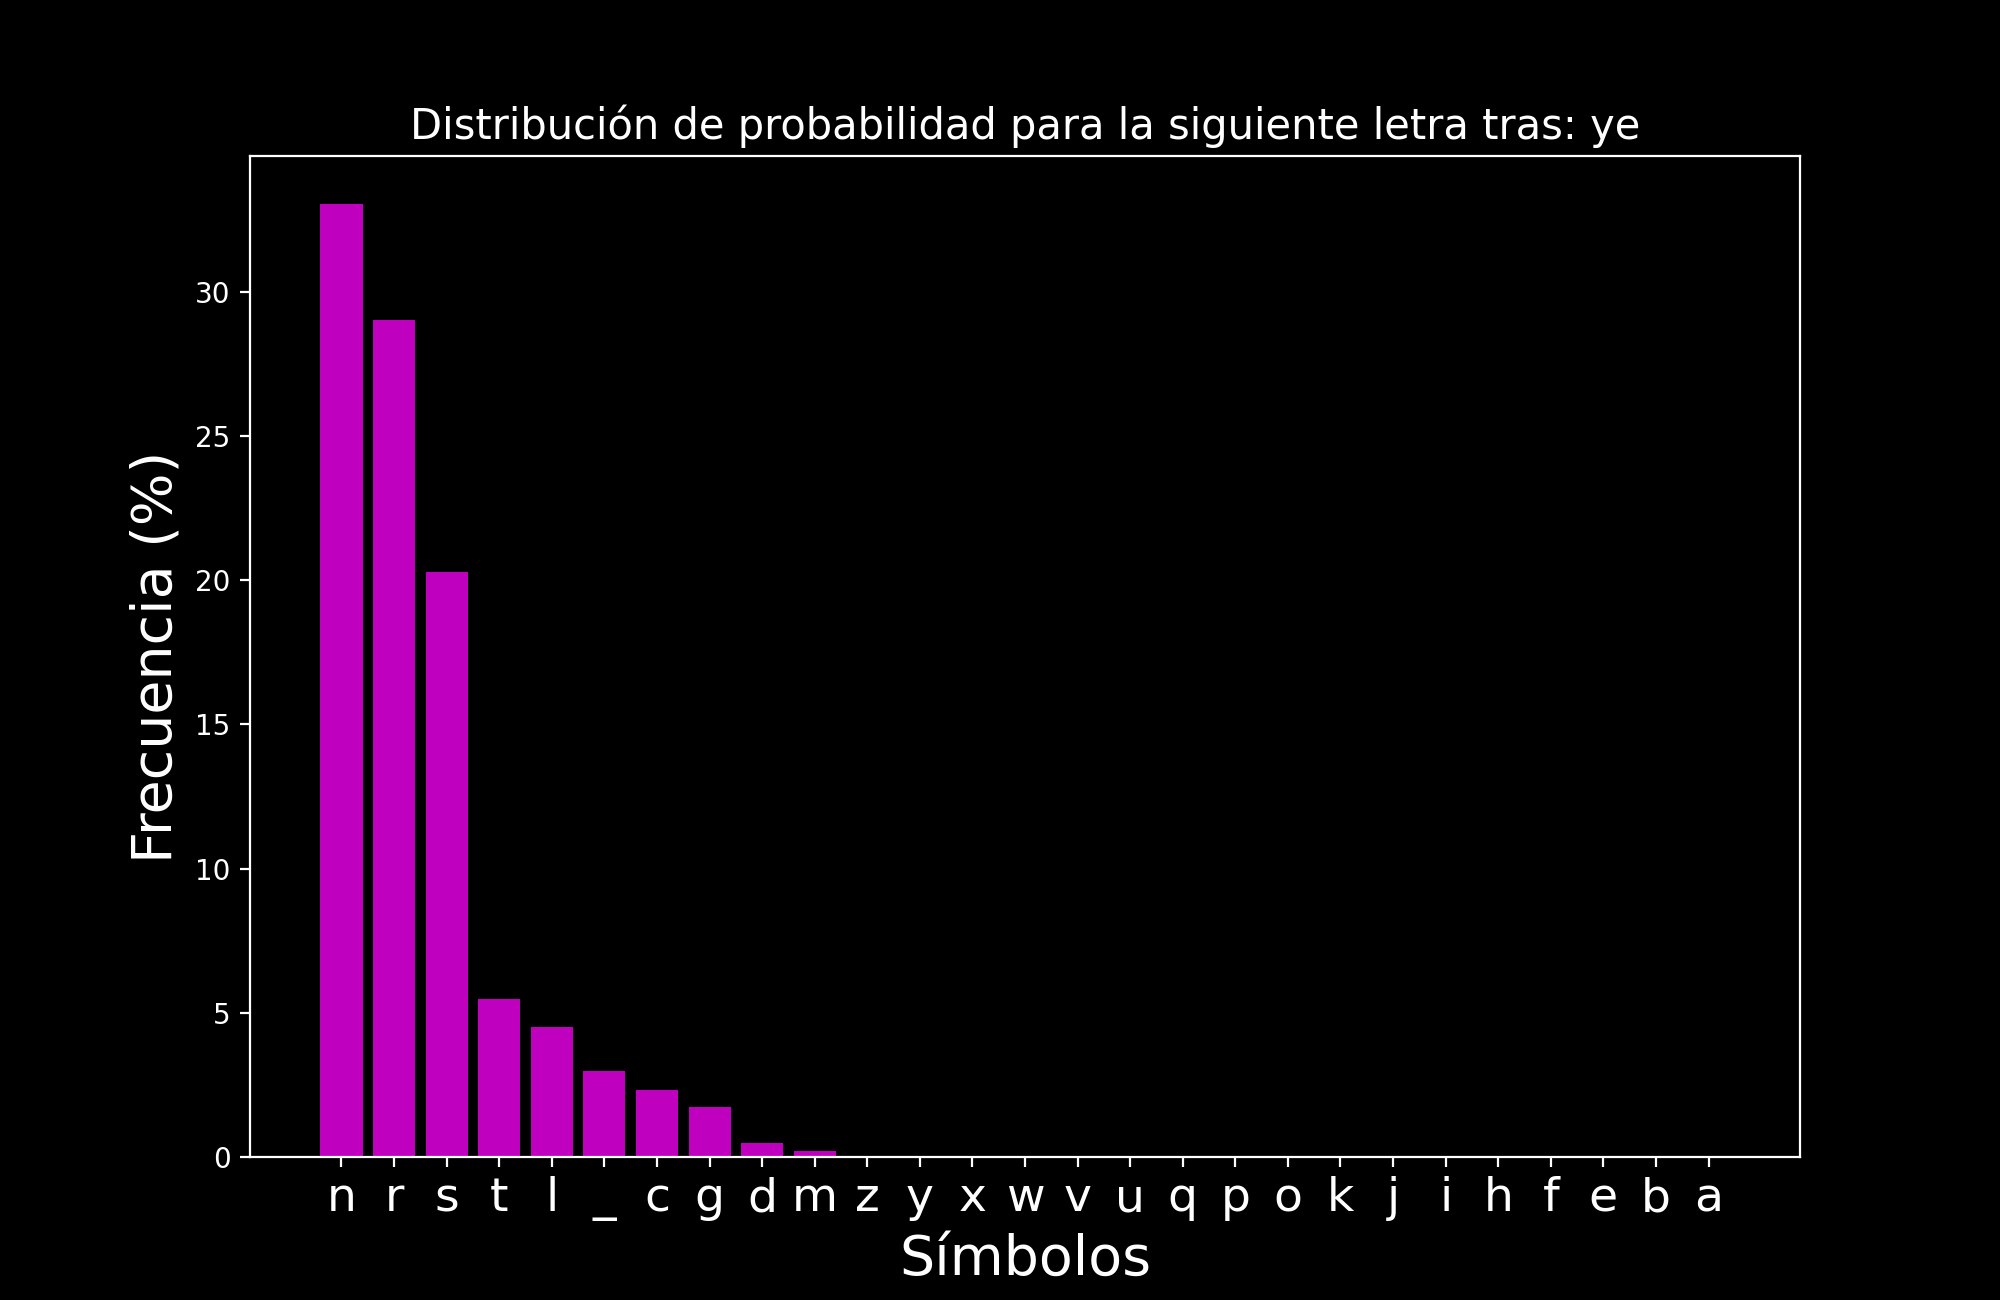 Distribución de probabilidad para la siguiente letra tras: ye
Frecuencia (%)
30
25
20
15
10
5
0
n r s t l _ c g d m z y x w v u q p o k j i h f e b a
Símbolos